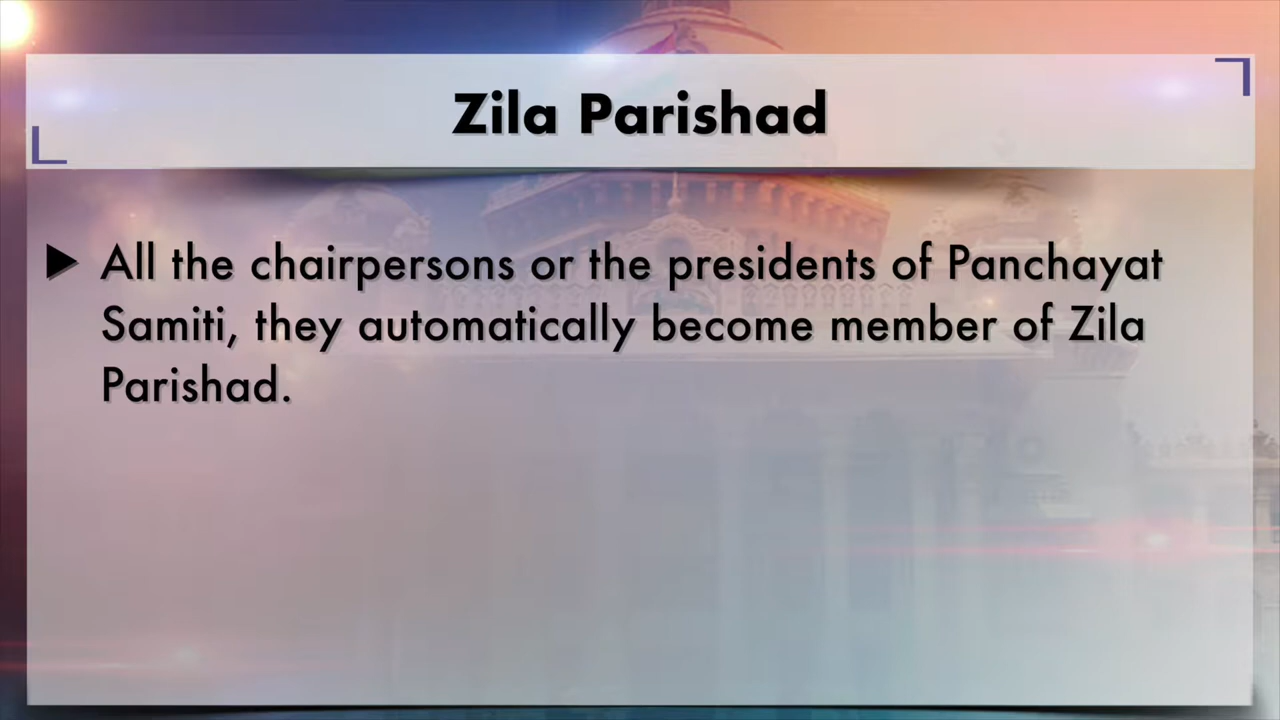 Zila Parishad
▶ All the chairpersons or the presidents of Panchayat
Samiti, they automatically become member of Zila
Parishad.